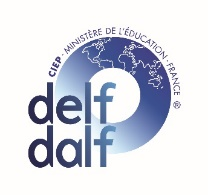 CIEP · MINISTÈRE DE L'ÉDUCATION · FRANCE
delf
dalf
®